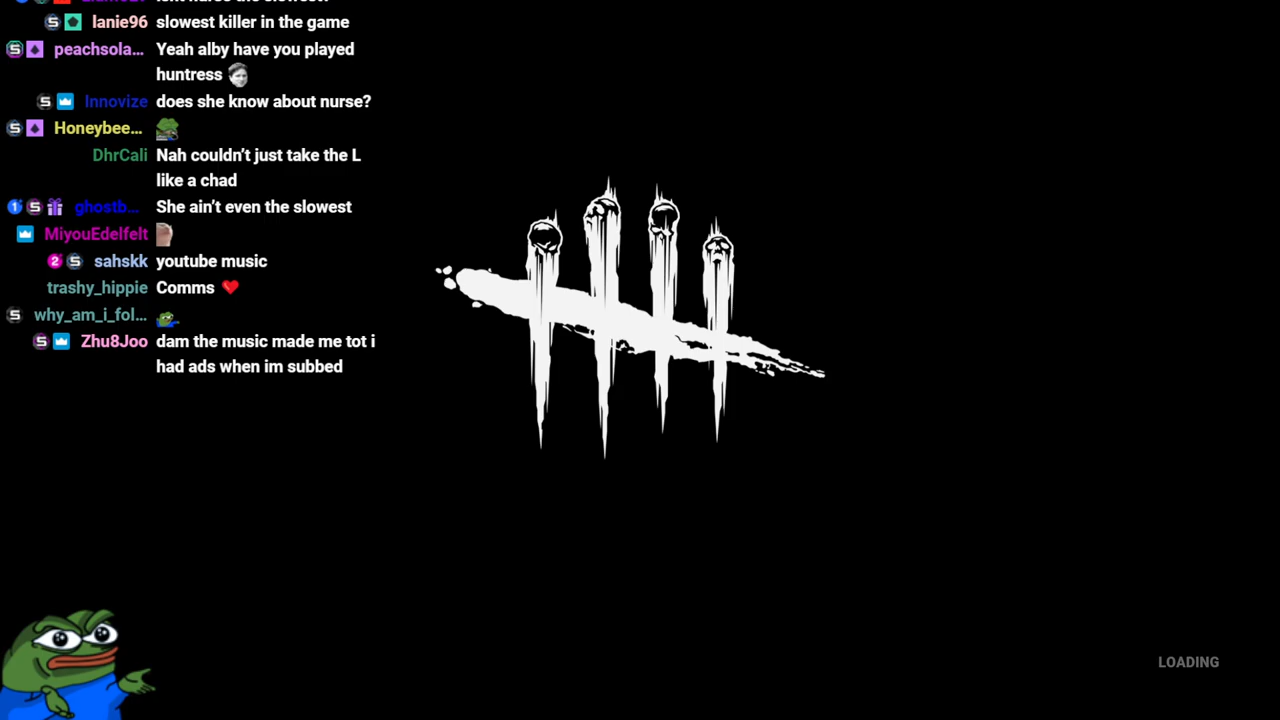 lanie96 slowest killer in the game
peachsola... Yeah alby have you played
huntress
Innovize does she know about nurse?
Honeybee...
DhrCali Nah couldn't just take the L
like a chad
ghostb... She ain't even the slowest
MiyouEdelfelt
2 sahskk youtube music
trashy_hippie Comms
why_am_i_fol...
Zhu8Joo dam the music made me tot i
had ads when im subbed
LOADING